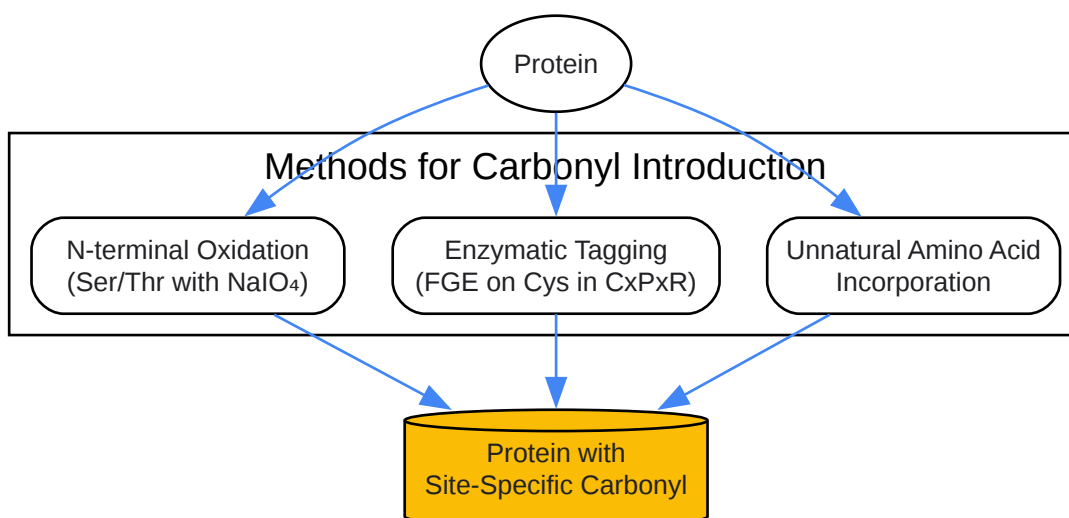 Protein
Methods for Carbonyl Introduction
N-terminal Oxidation
(Ser/Thr with NaIO₄)
Enzymatic Tagging
(FGE on Cys in CxPxR)
Unnatural Amino Acid
Incorporation
Protein with
Site-Specific Carbonyl